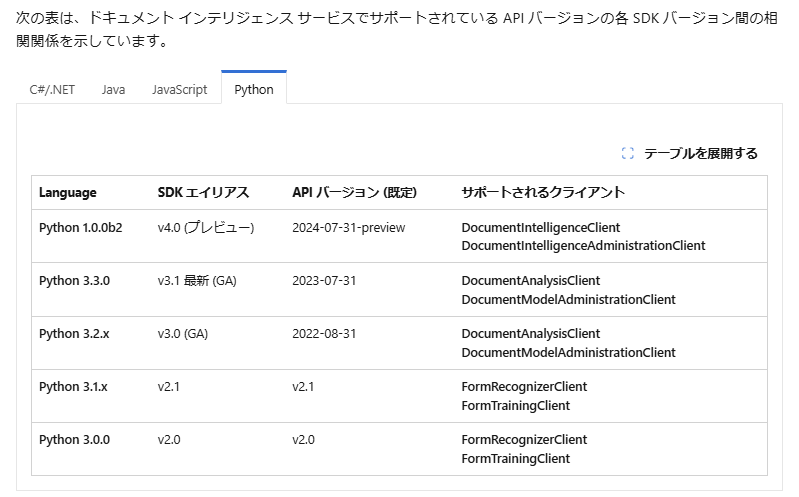 次の表は、ドキュメント インテリジェンス サービスでサポートされている API バージョンの各 SDK バージョン間の相
関関係を示しています。
C#/.NET Java JavaScript Python
テーブルを展開する
Language SDK エイリアス API バージョン (既定) サポートされるクライアント
Python 1.0.0b2 v4.0 (プレビュー) 2024-07-31-preview DocumentIntelligenceClient
DocumentIntelligenceAdministrationClient
Python 3.3.0 v3.1 最新 (GA) 2023-07-31 DocumentAnalysisClient
DocumentModelAdministrationClient
Python 3.2.x v3.0 (GA) 2022-08-31 DocumentAnalysisClient
DocumentModelAdministrationClient
Python 3.1.x v2.1 v2.1 FormRecognizerClient
FormTrainingClient
Python 3.0.0 v2.0 v2.0 FormRecognizerClient
FormTrainingClient